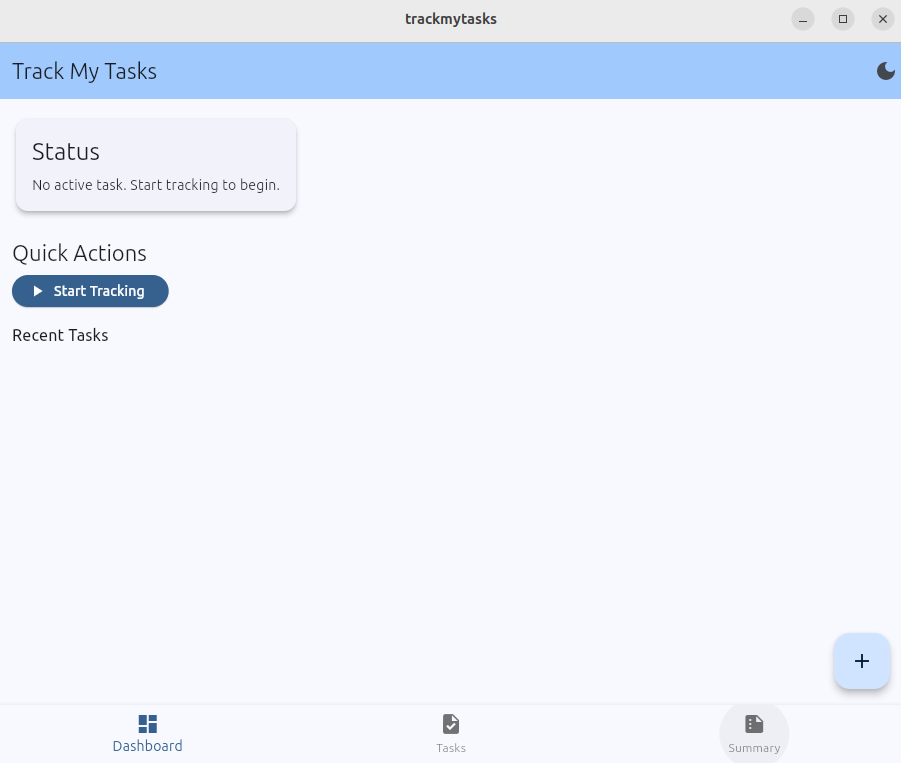 trackmytasks
Track My Tasks
Status
No active task. Start tracking to begin.
Quick Actions
Start Tracking
Recent Tasks
Dashboard
Tasks
Summary